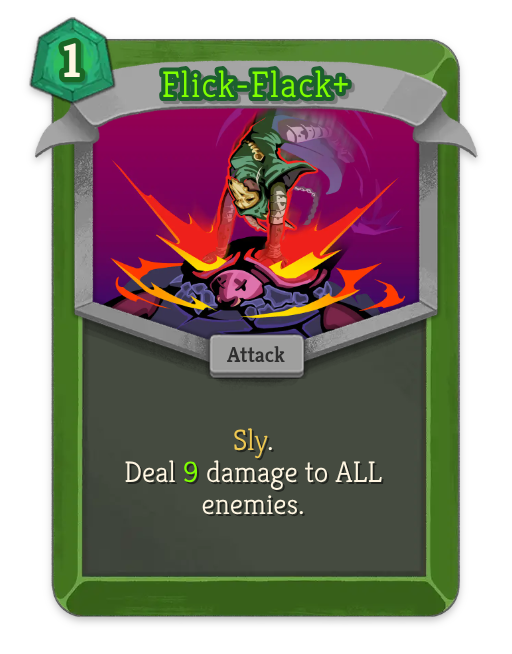 1
Flick-Flack+
Attack
Sly.
Deal 9 damage to ALL
enemies.